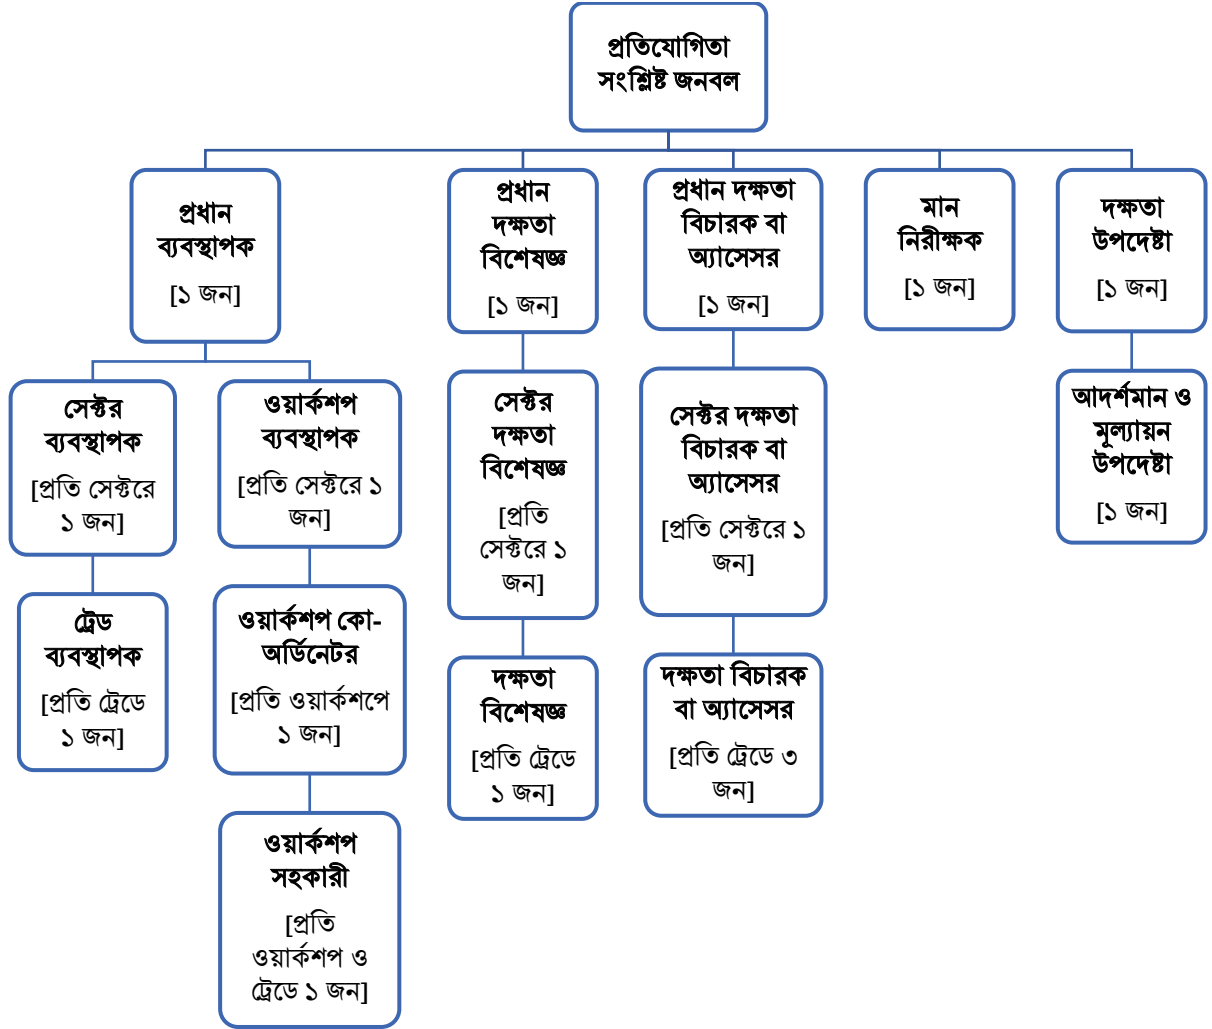 প্রতিযোগিতা
সংশ্লিষ্ট জনবল
প্রধান
ব্যবস্থাপক
[১ জন]
প্রধান
দক্ষতা
বিশেষজ্ঞ
[১ জন]
প্রধান দক্ষতা
বিচারক বা
অ্যাসেসর
[১ জন]
মান
নিরীক্ষক
[১ জন]
দক্ষতা
উপদেষ্টা
[১ জন]
সেক্টর
ব্যবস্থাপক
[প্রতি সেক্টরে
১ জন]
ওয়ার্কশপ
ব্যবস্থাপক
[প্রতি সেক্টরে ১
জন]
সেক্টর
দক্ষতা
বিশেষজ্ঞ
[প্রতি
সেক্টরে ১
জন]
সেক্টর দক্ষতা
বিচারক বা
অ্যাসেসর
[প্রতি সেক্টরে ১
জন]
আদর্শমান ও
মূল্যায়ন
উপদেষ্টা
[১ জন]
ট্রেড
ব্যবস্থাপক
[প্রতি ট্রেডে
১ জন]
ওয়ার্কশপ কো-
অর্ডিনেটর
[প্রতি ওয়ার্কশপে
১ জন]
দক্ষতা
বিশেষজ্ঞ
[প্রতি ট্রেডে
১ জন]
দক্ষতা বিচারক
বা অ্যাসেসর
[প্রতি ট্রেডে ৩
জন]
ওয়ার্কশপ
সহকারী
[প্রতি
ওয়ার্কশপ ও
ট্রেডে ১ জন]